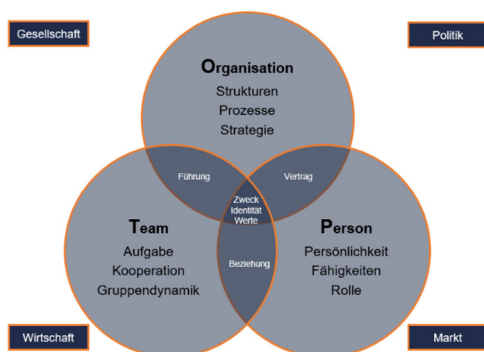 Gesellschaft
Politik
Organisation
Strukturen
Prozesse
Strategie
Führung
Vertrag
Zweck
Identität
Werte
Team
Aufgabe
Kooperation
Gruppendynamik
Beziehung
Person
Persönlichkeit
Fähigkeiten
Rolle
Wirtschaft
Markt